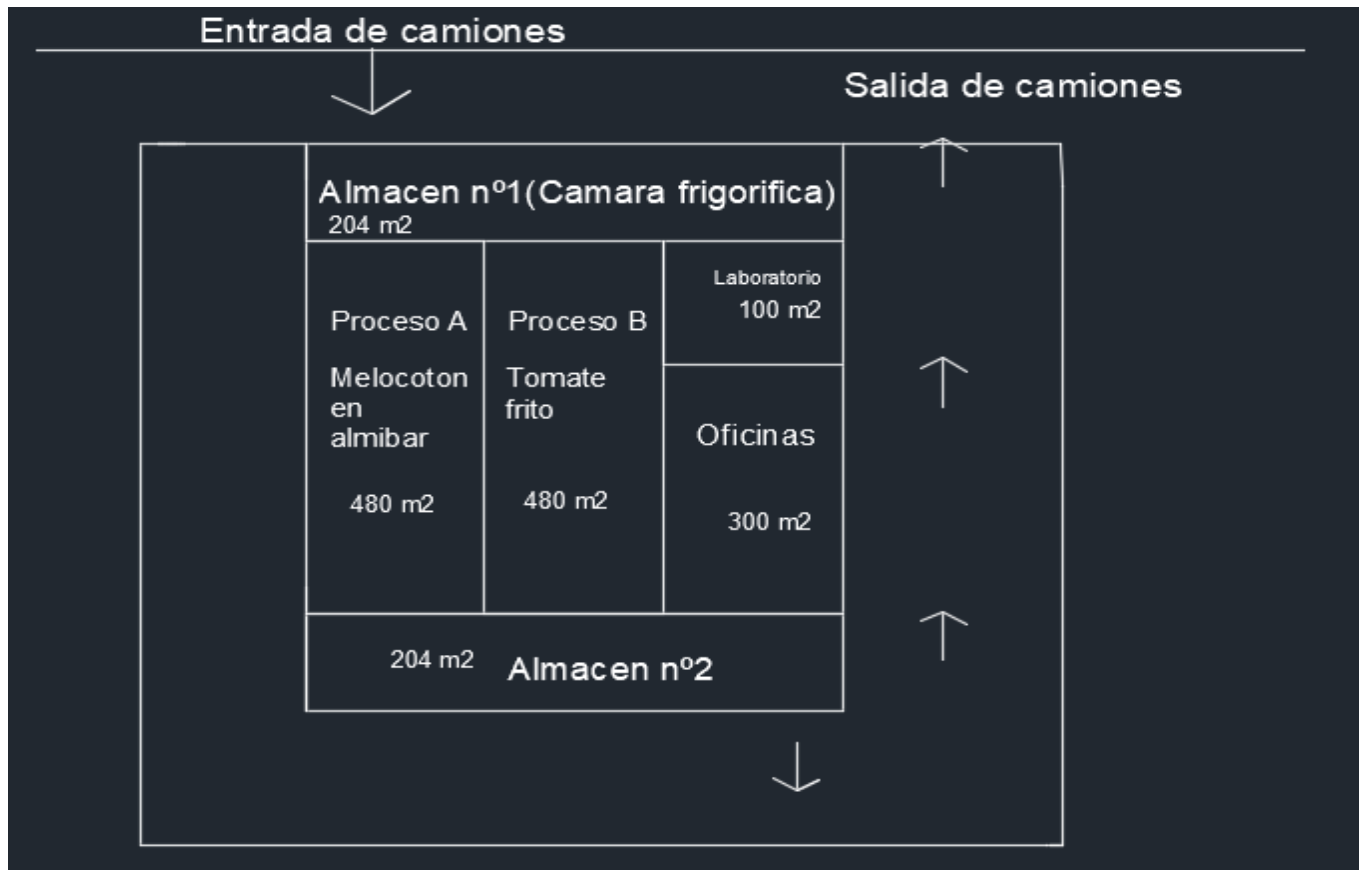 Entrada de camiones
Salida de camiones
Almacen nº1(Camara frigorifica)
204 m2
Proceso A
Melocoton
en
almibar
480 m2
Proceso B
Tomate
frito
480 m2
Laboratorio
100 m2
Oficinas
300 m2
204 m2
Almacen nº2